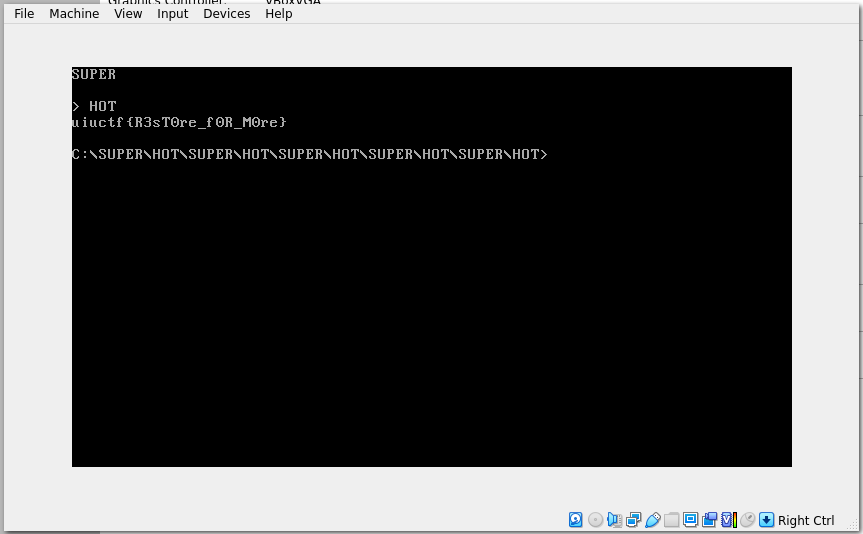 Graphics Controller: VBoxVGA
File Machine View Input Devices Help
SUPER
> HOT
uiuctf{R3sT0re_f0R_M0re}
C:\SUPER\HOT\SUPER\HOT\SUPER\HOT\SUPER\HOT\SUPER\HOT>
Right Ctrl